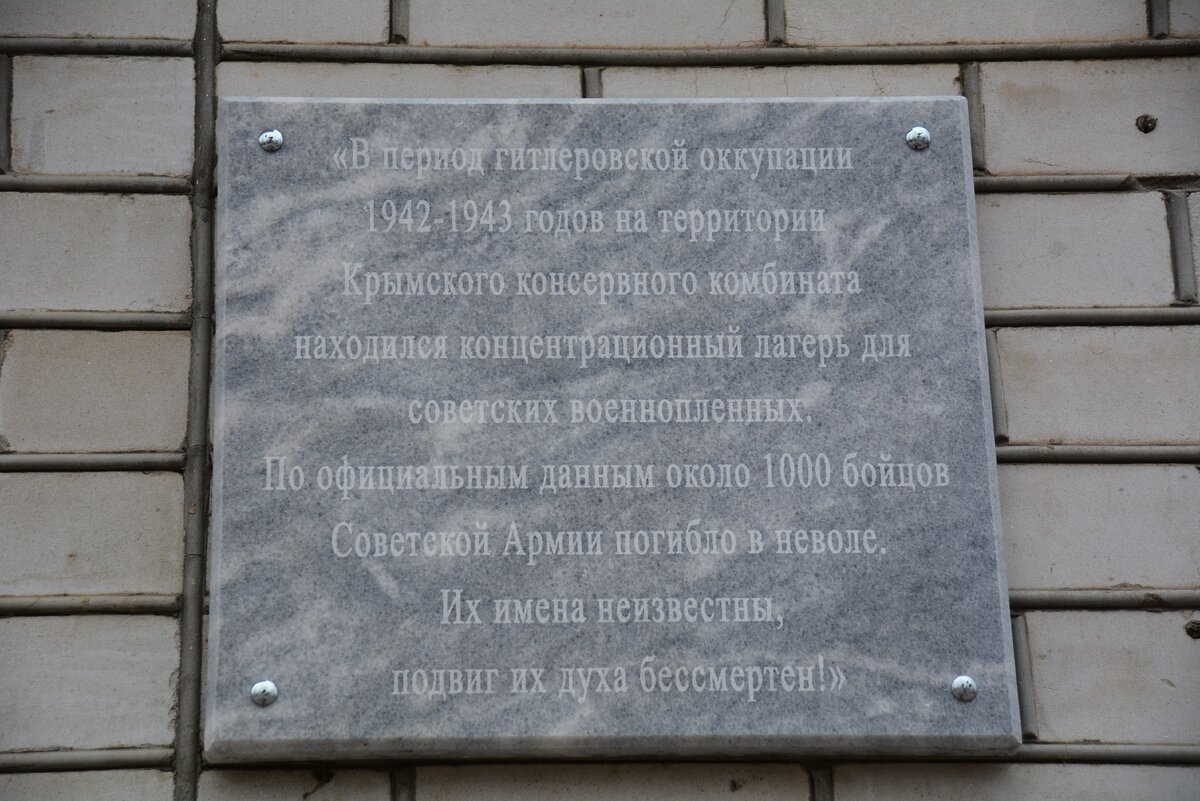 «В период гитлеровской оккупации
1942-1943 годов на территории
Крымского консервного комбината
находился концентрационный лагерь для
советских военнопленных.
По официальным данным около 1000 бойцов
Советской Армии погибло в неволе.
Их имена неизвестны,
подвиг их духа бессмертен!»